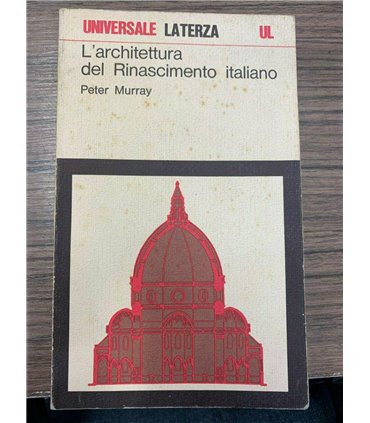 UNIVERSALE LATERZA UL
L'architettura
del Rinascimento italiano
Peter Murray